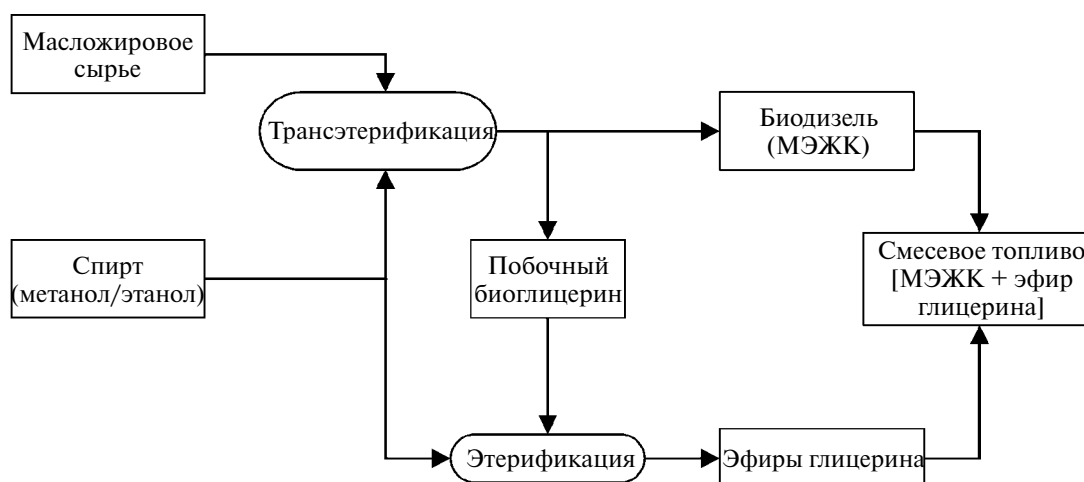 Масложировое
сырье
Трансэтерификация
Биодизель
(МЭЖК)
Спирт
(метанол/этанол)
Побочный
биоглицерин
Смесевое топливо
[МЭЖК + эфир
глицерина]
Этерификация
Эфиры глицерина